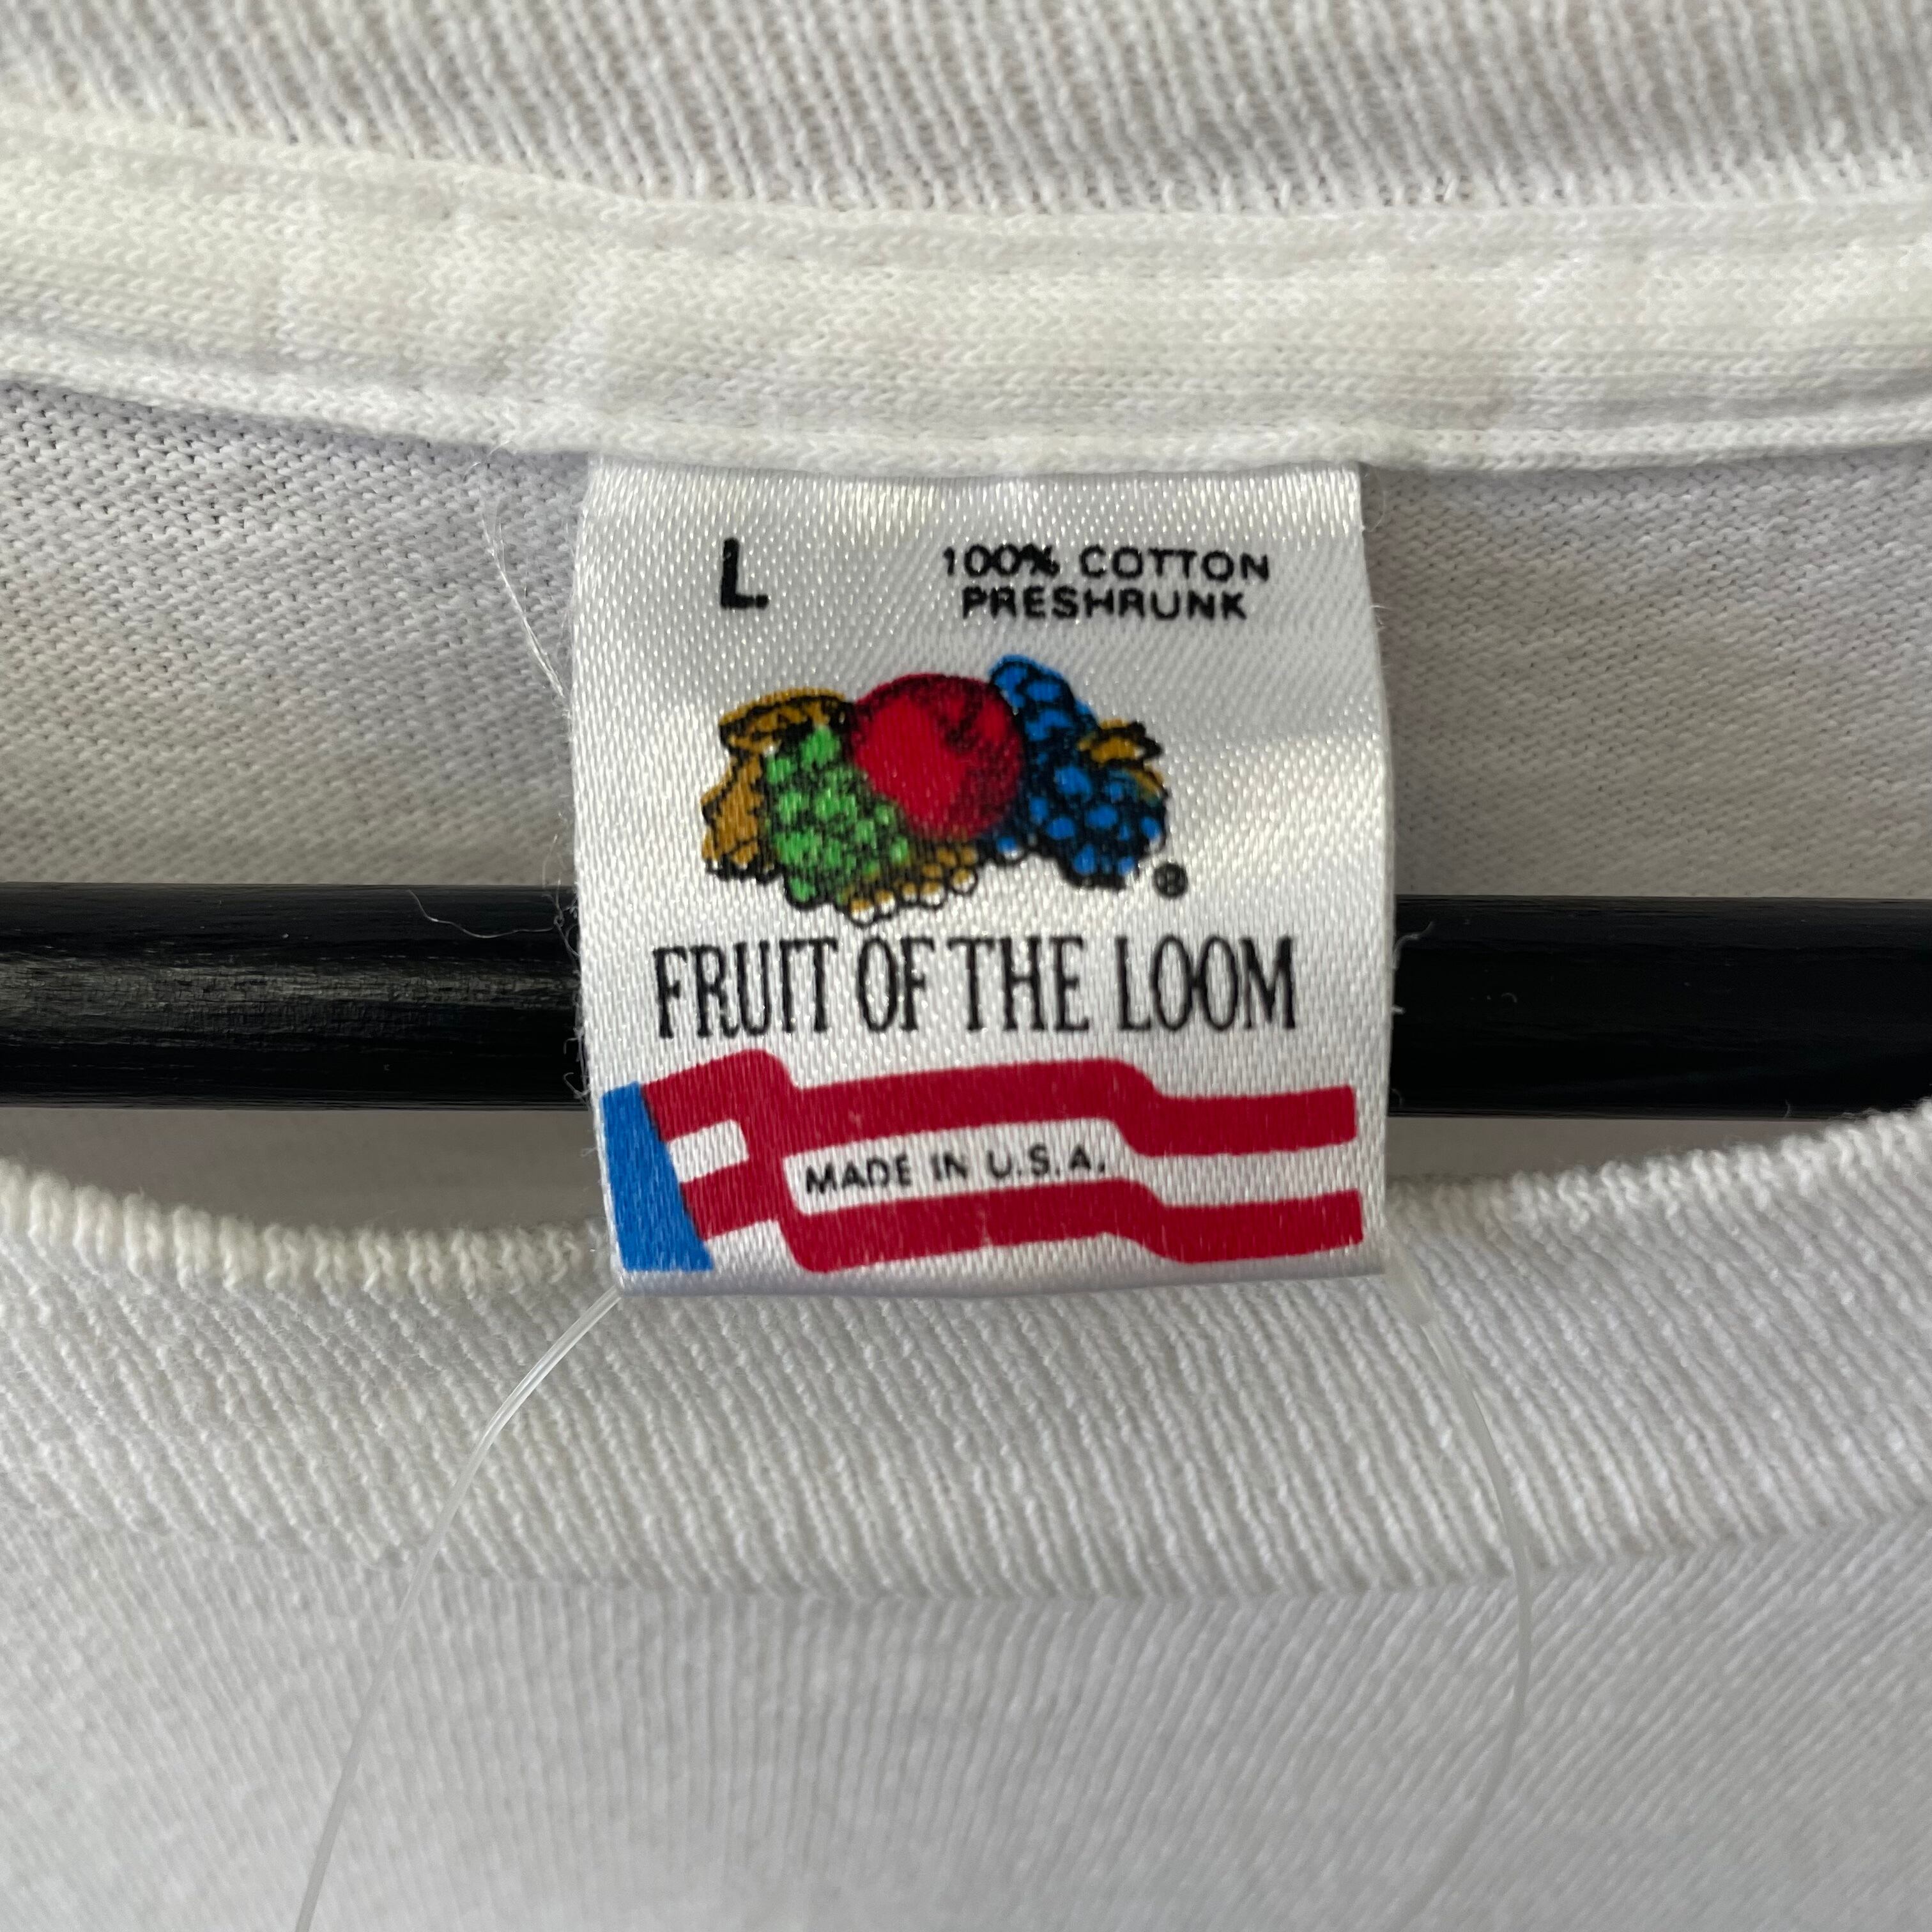 L
100% COTTON
PRESHRUNK
®
FRUIT OF THE LOOM
MADE IN U.S.A.